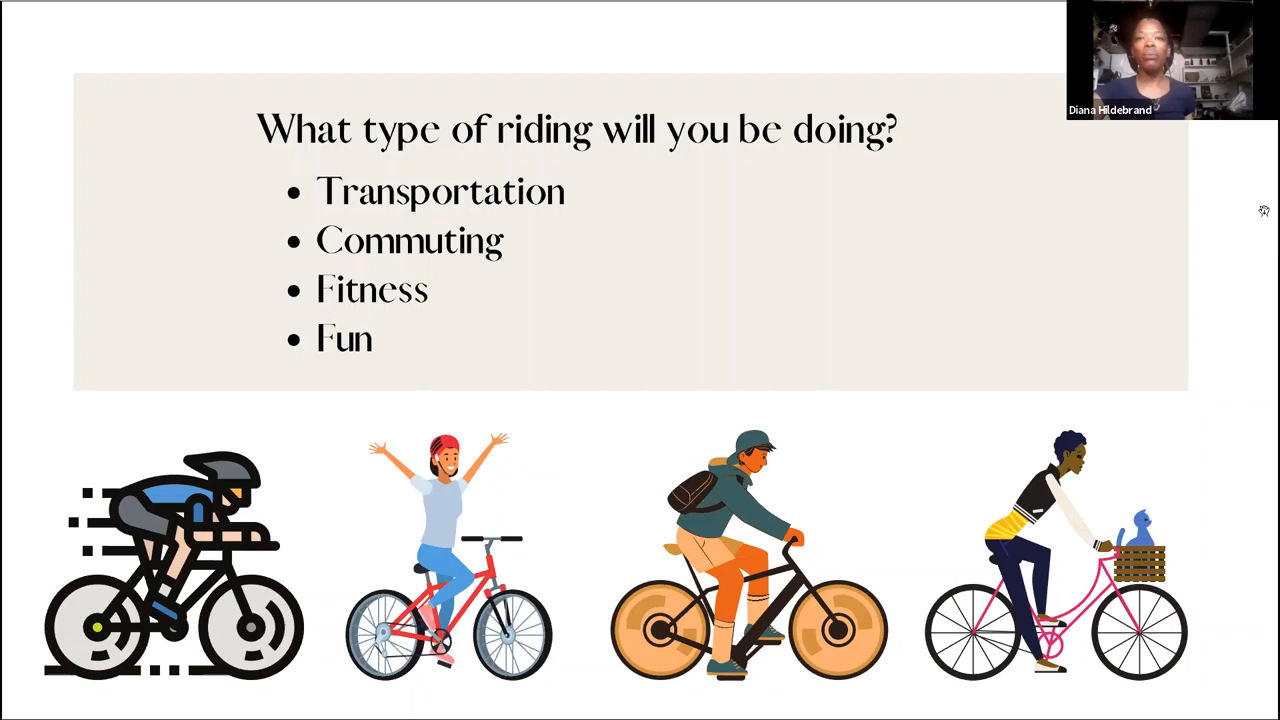 What type of riding will you be doing?
• Transportation
• Commuting
• Fitness
• Fun
Diana Hildebrand